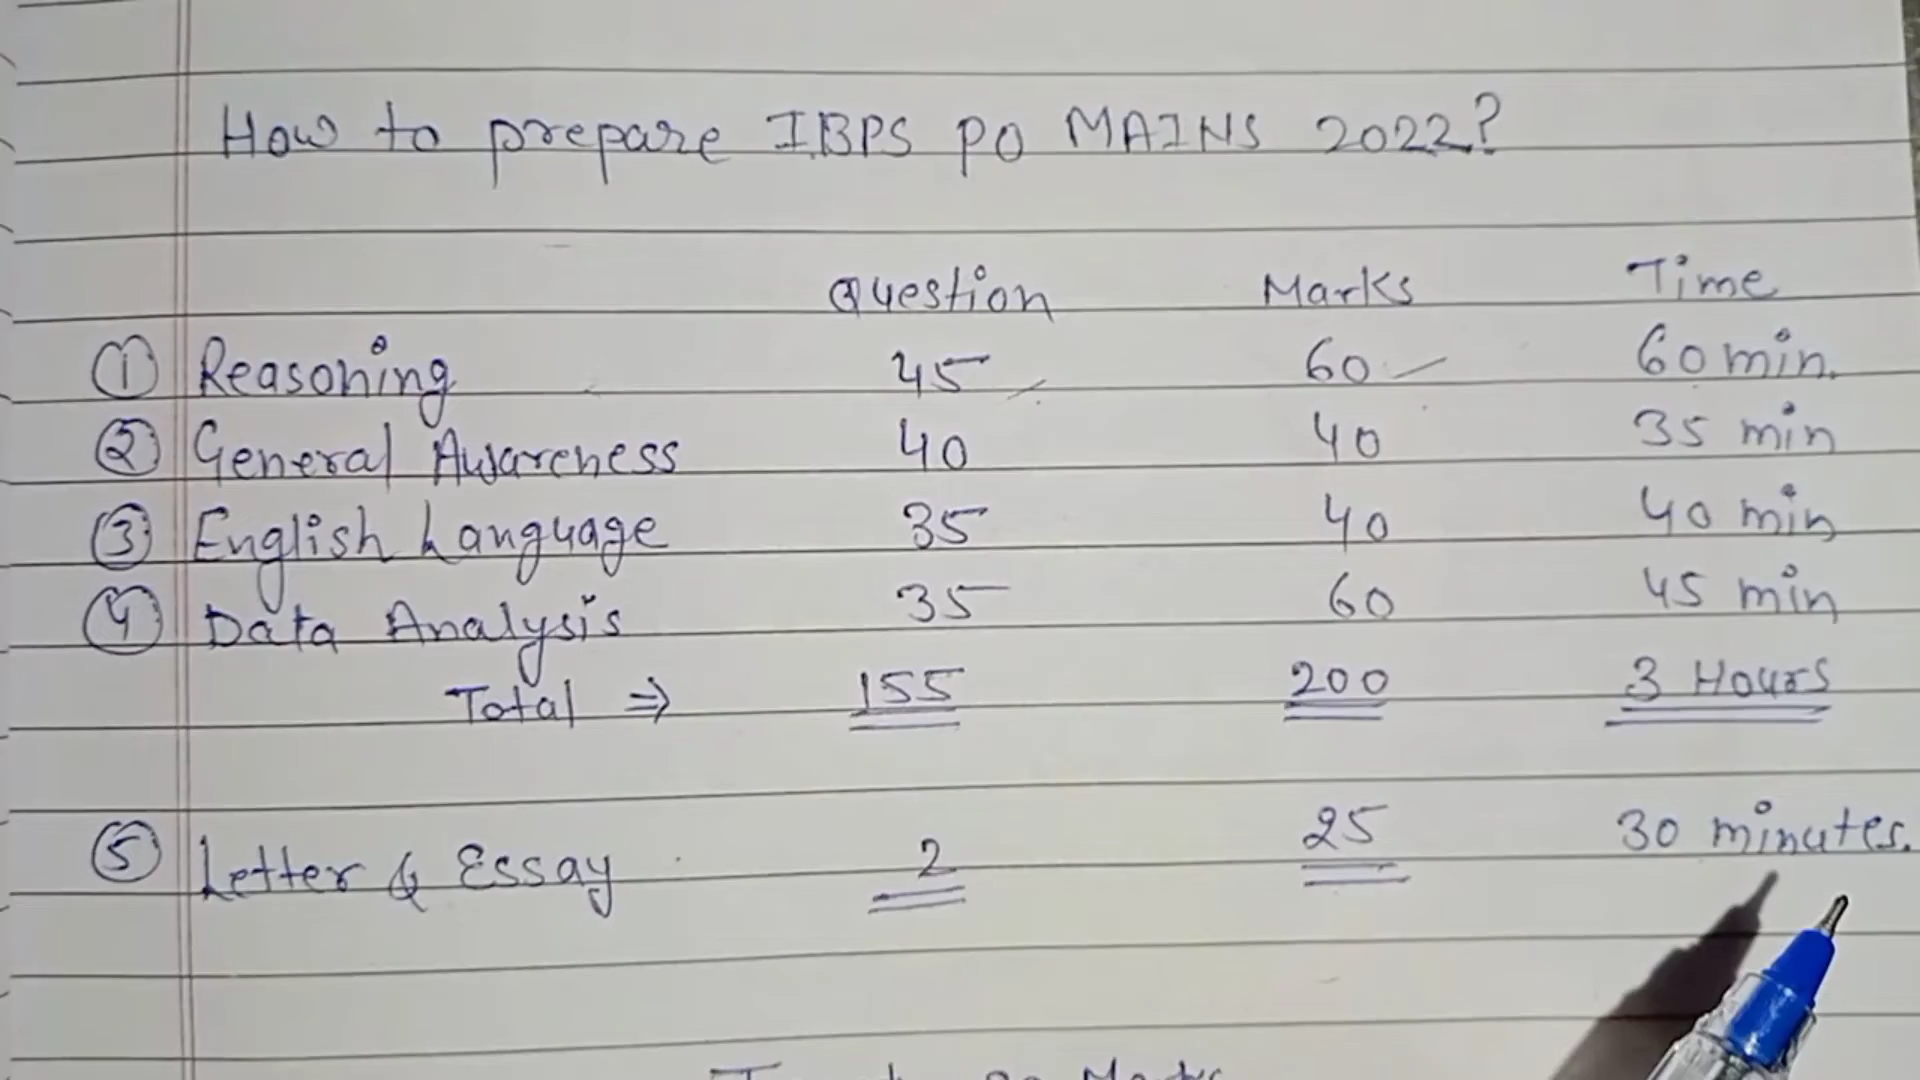 How to prepare IBPS PO MAINS 2022?
Question Marks Time
① Reasoning 45 60 60 min.
② General Awareness 40 40 35 min
③ English Language 35 40 40 min
④ Data Analysis 35 60 45 min
Total ⇒ 155 200 3 Hours
⑤ Letter & Essay 2 25 30 minutes.
Marks